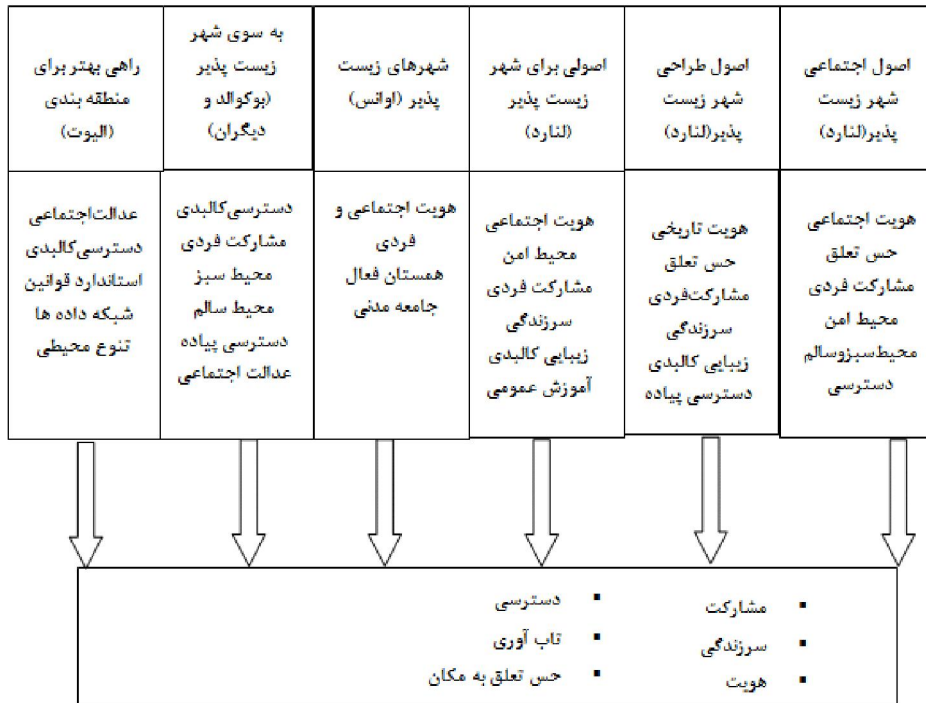 اصول اجتماعی
شهر زیست
پذیر(لنارد)
اصول طراحی
شهر زیست
پذیر(لنارد)
اصولی برای شهر
زیست پذیر
(لنارد)
شهرهای زیست
پذیر (اوانس)
به سوی شهر
زیست پذیر
(بوکوالد و
دیگران)
راهی بهتر برای
منطقه بندی
(الیوت)
هویت اجتماعی
حس تعلق
مشارکت فردی
محیط امن
محیط‌سبزوسالم
دسترسی
هویت تاریخی
حس تعلق
مشارکت‌فردی
سرزندگی
زیبایی کالبدی
دسترسی پیاده
هویت اجتماعی
محیط امن
مشارکت فردی
سرزندگی
زیبایی کالبدی
آموزش عمومی
هویت اجتماعی و
فردی
همستان فعال
جامعه مدنی
دسترسی‌کالبدی
مشارکت فردی
محیط سبز
محیط سالم
دسترسی پیاده
عدالت اجتماعی
عدالت‌اجتماعی
دسترسی‌کالبدی
استاندارد قوانین
شبکه داده ها
تنوع محیطی
▪ مشارکت
▪ سرزندگی
▪ هویت
▪ دسترسی
▪ تاب آوری
▪ حس تعلق به مکان